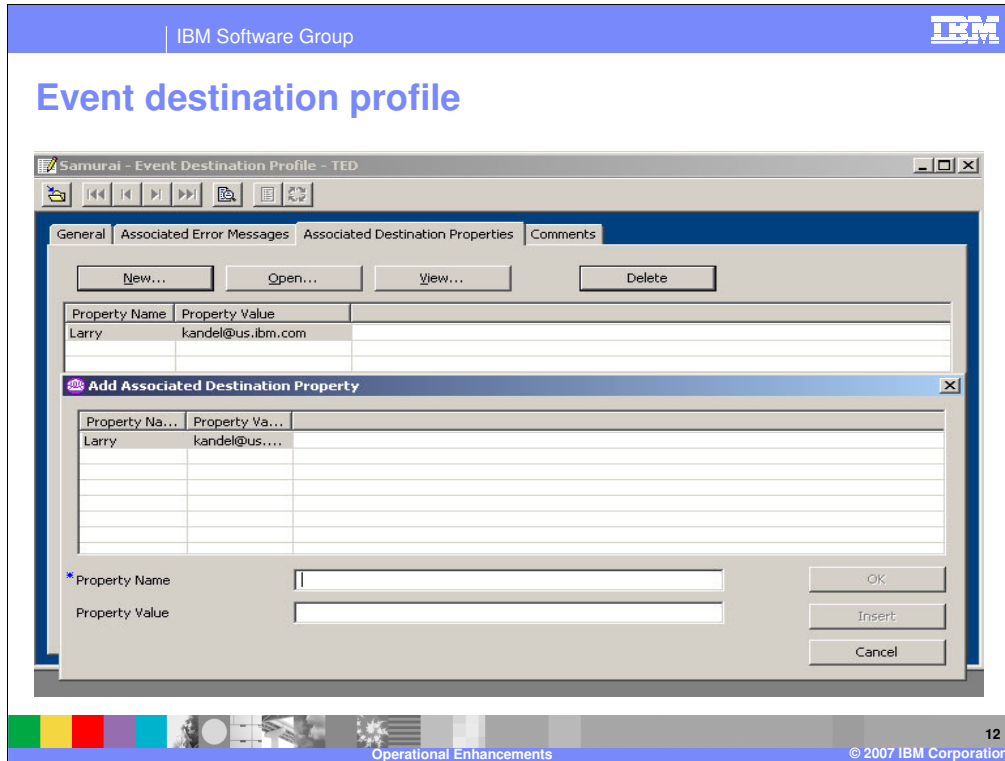 IBM Software Group
IBM
Event destination profile
Samurai - Event Destination Profile - TED
General Associated Error Messages Associated Destination Properties Comments
New... Open... View... Delete
Property Name Property Value
Larry kandel@us.ibm.com
Add Associated Destination Property
Property Na... Property Va...
Larry kandel@us....
*Property Name OK
Property Value Insert
Cancel
12
Operational Enhancements © 2007 IBM Corporation